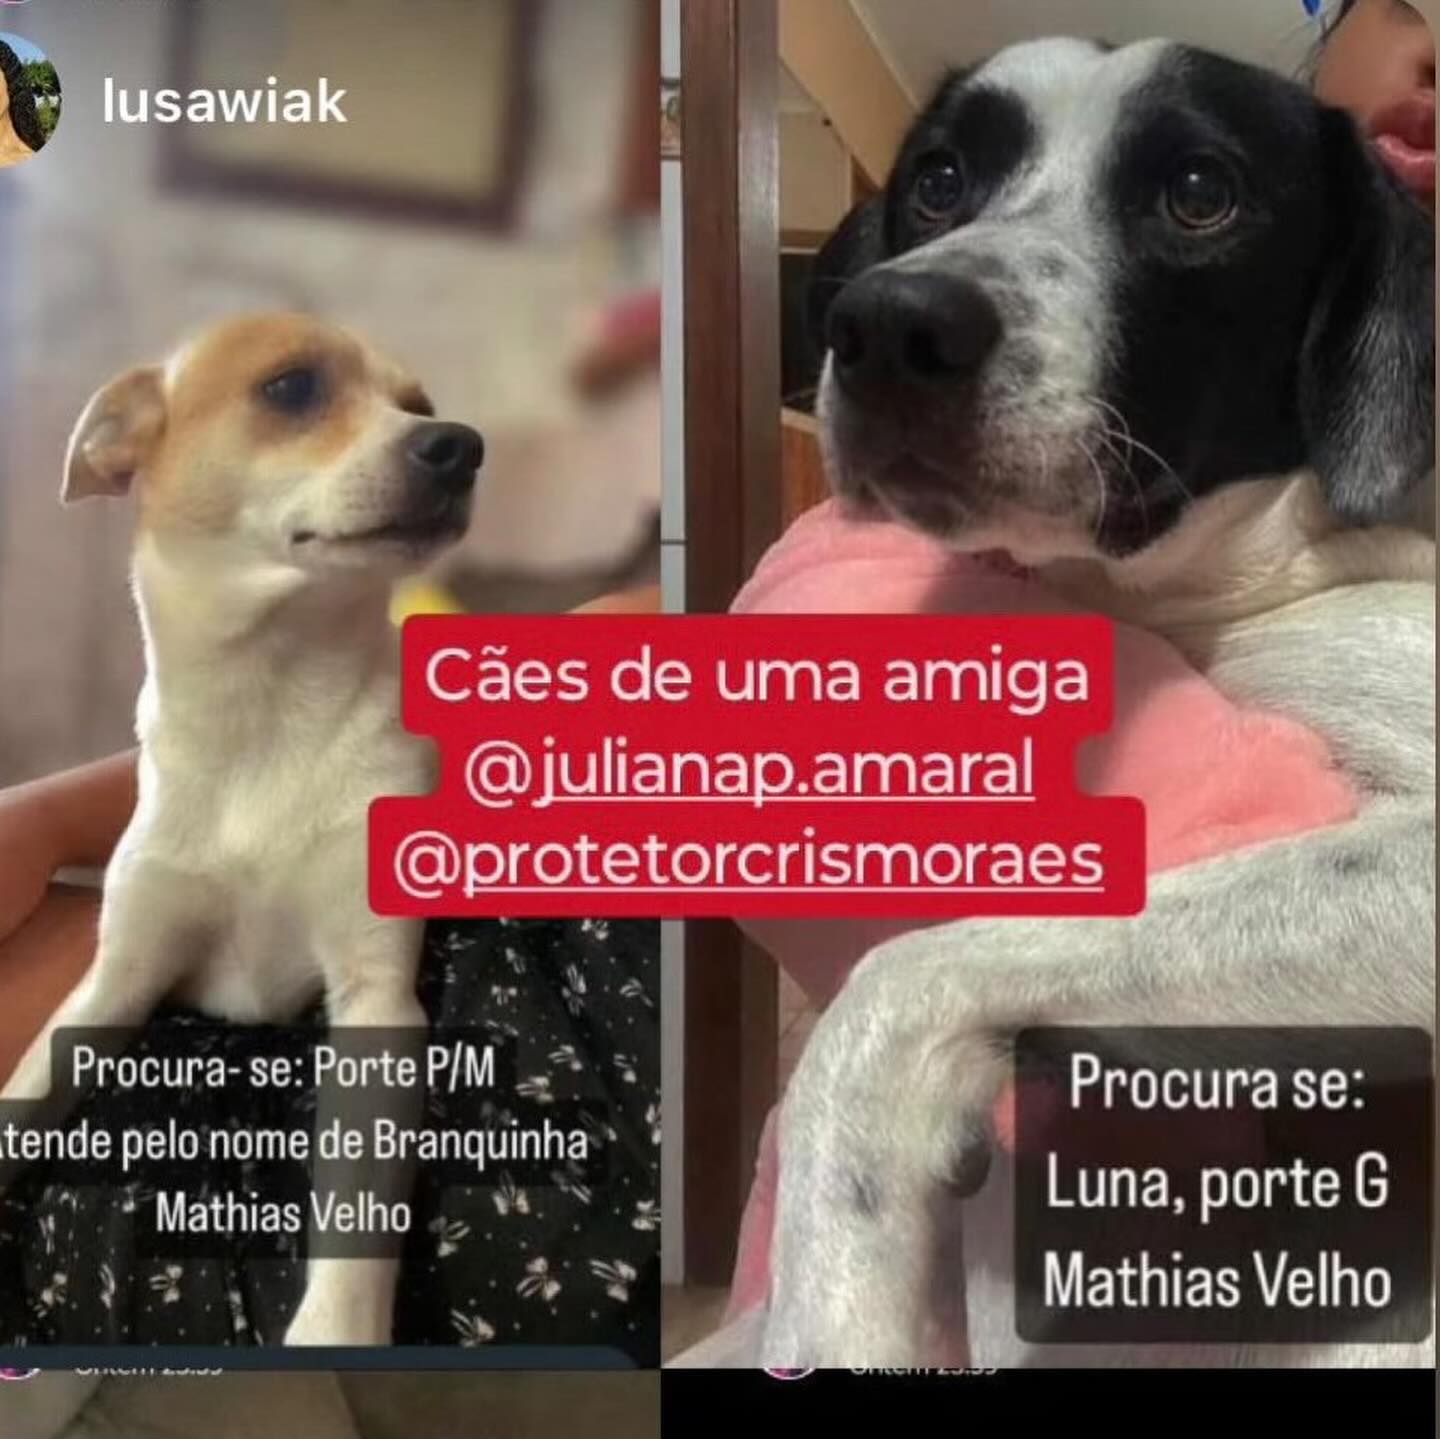 lusawiak
Cães de uma amiga
@julianap.amaral
@protetorcrismoraes
Procura- se: Porte P/M
tende pelo nome de Branquinha
Mathias Velho
Procura se:
Luna, porte G
Mathias Velho